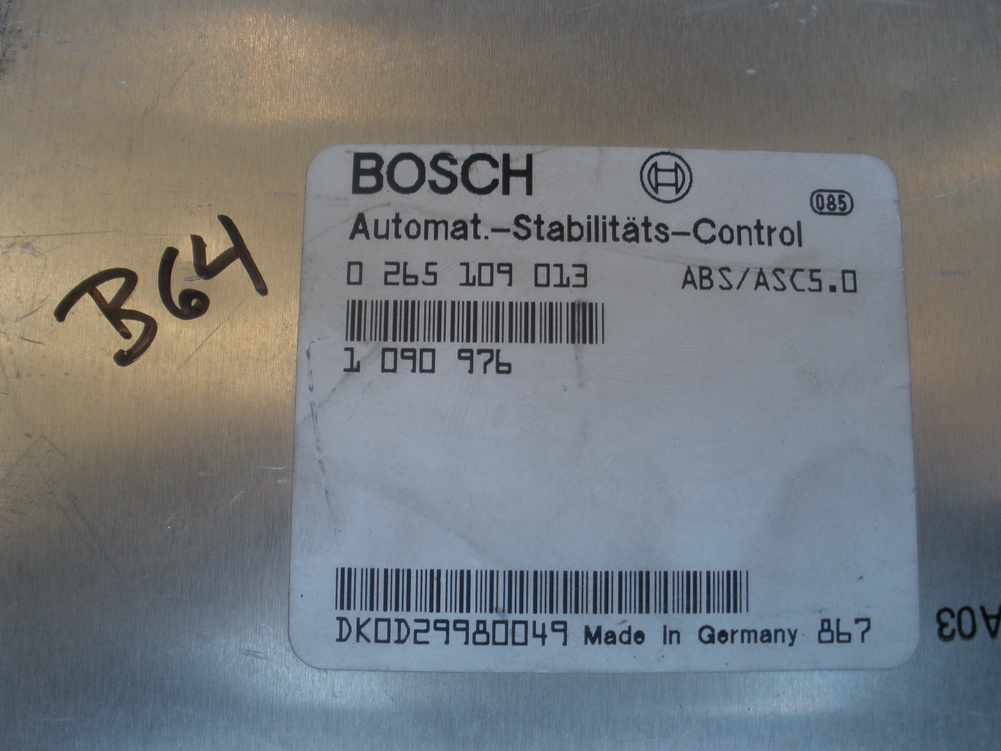 BOSCH
085
Automat.-Stabilitäts-Control
0 265 109 013 ABS/ASC5.0
1 090 976
DK0D29980049 Made in Germany 867
B64
A03